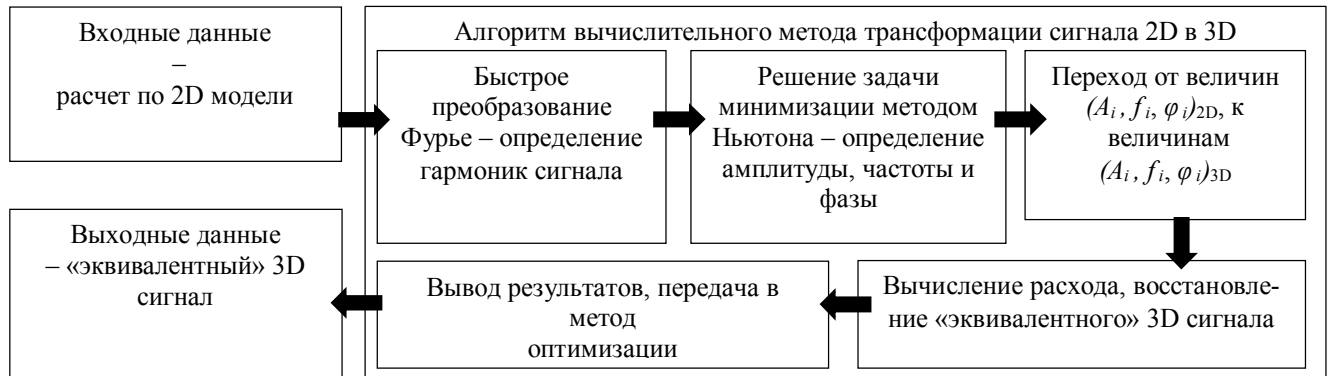 Входные данные
–
расчет по 2D модели
Алгоритм вычислительного метода трансформации сигнала 2D в 3D
Быстрое
преобразование
Фурье – определение
гармоник сигнала
Решение задачи
минимизации методом
Ньютона – определение
амплитуды, частоты и
фазы
Переход от величин
(Aᵢ, fᵢ, φᵢ)2D, к
величинам
(Aᵢ, fᵢ, φᵢ)3D
Вычисление расхода, восстановле-
ние «эквивалентного» 3D сигнала
Вывод результатов, передача в
метод
оптимизации
Выходные данные
– «эквивалентный» 3D
сигнал